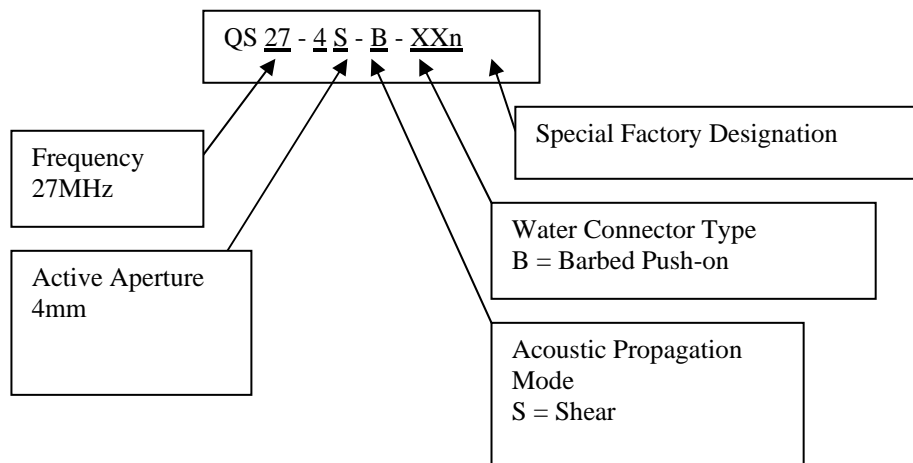 QS 27 - 4 S - B - XXn
Special Factory Designation
Frequency
27MHz
Water Connector Type
B = Barbed Push-on
Active Aperture
4mm
Acoustic Propagation
Mode
S = Shear